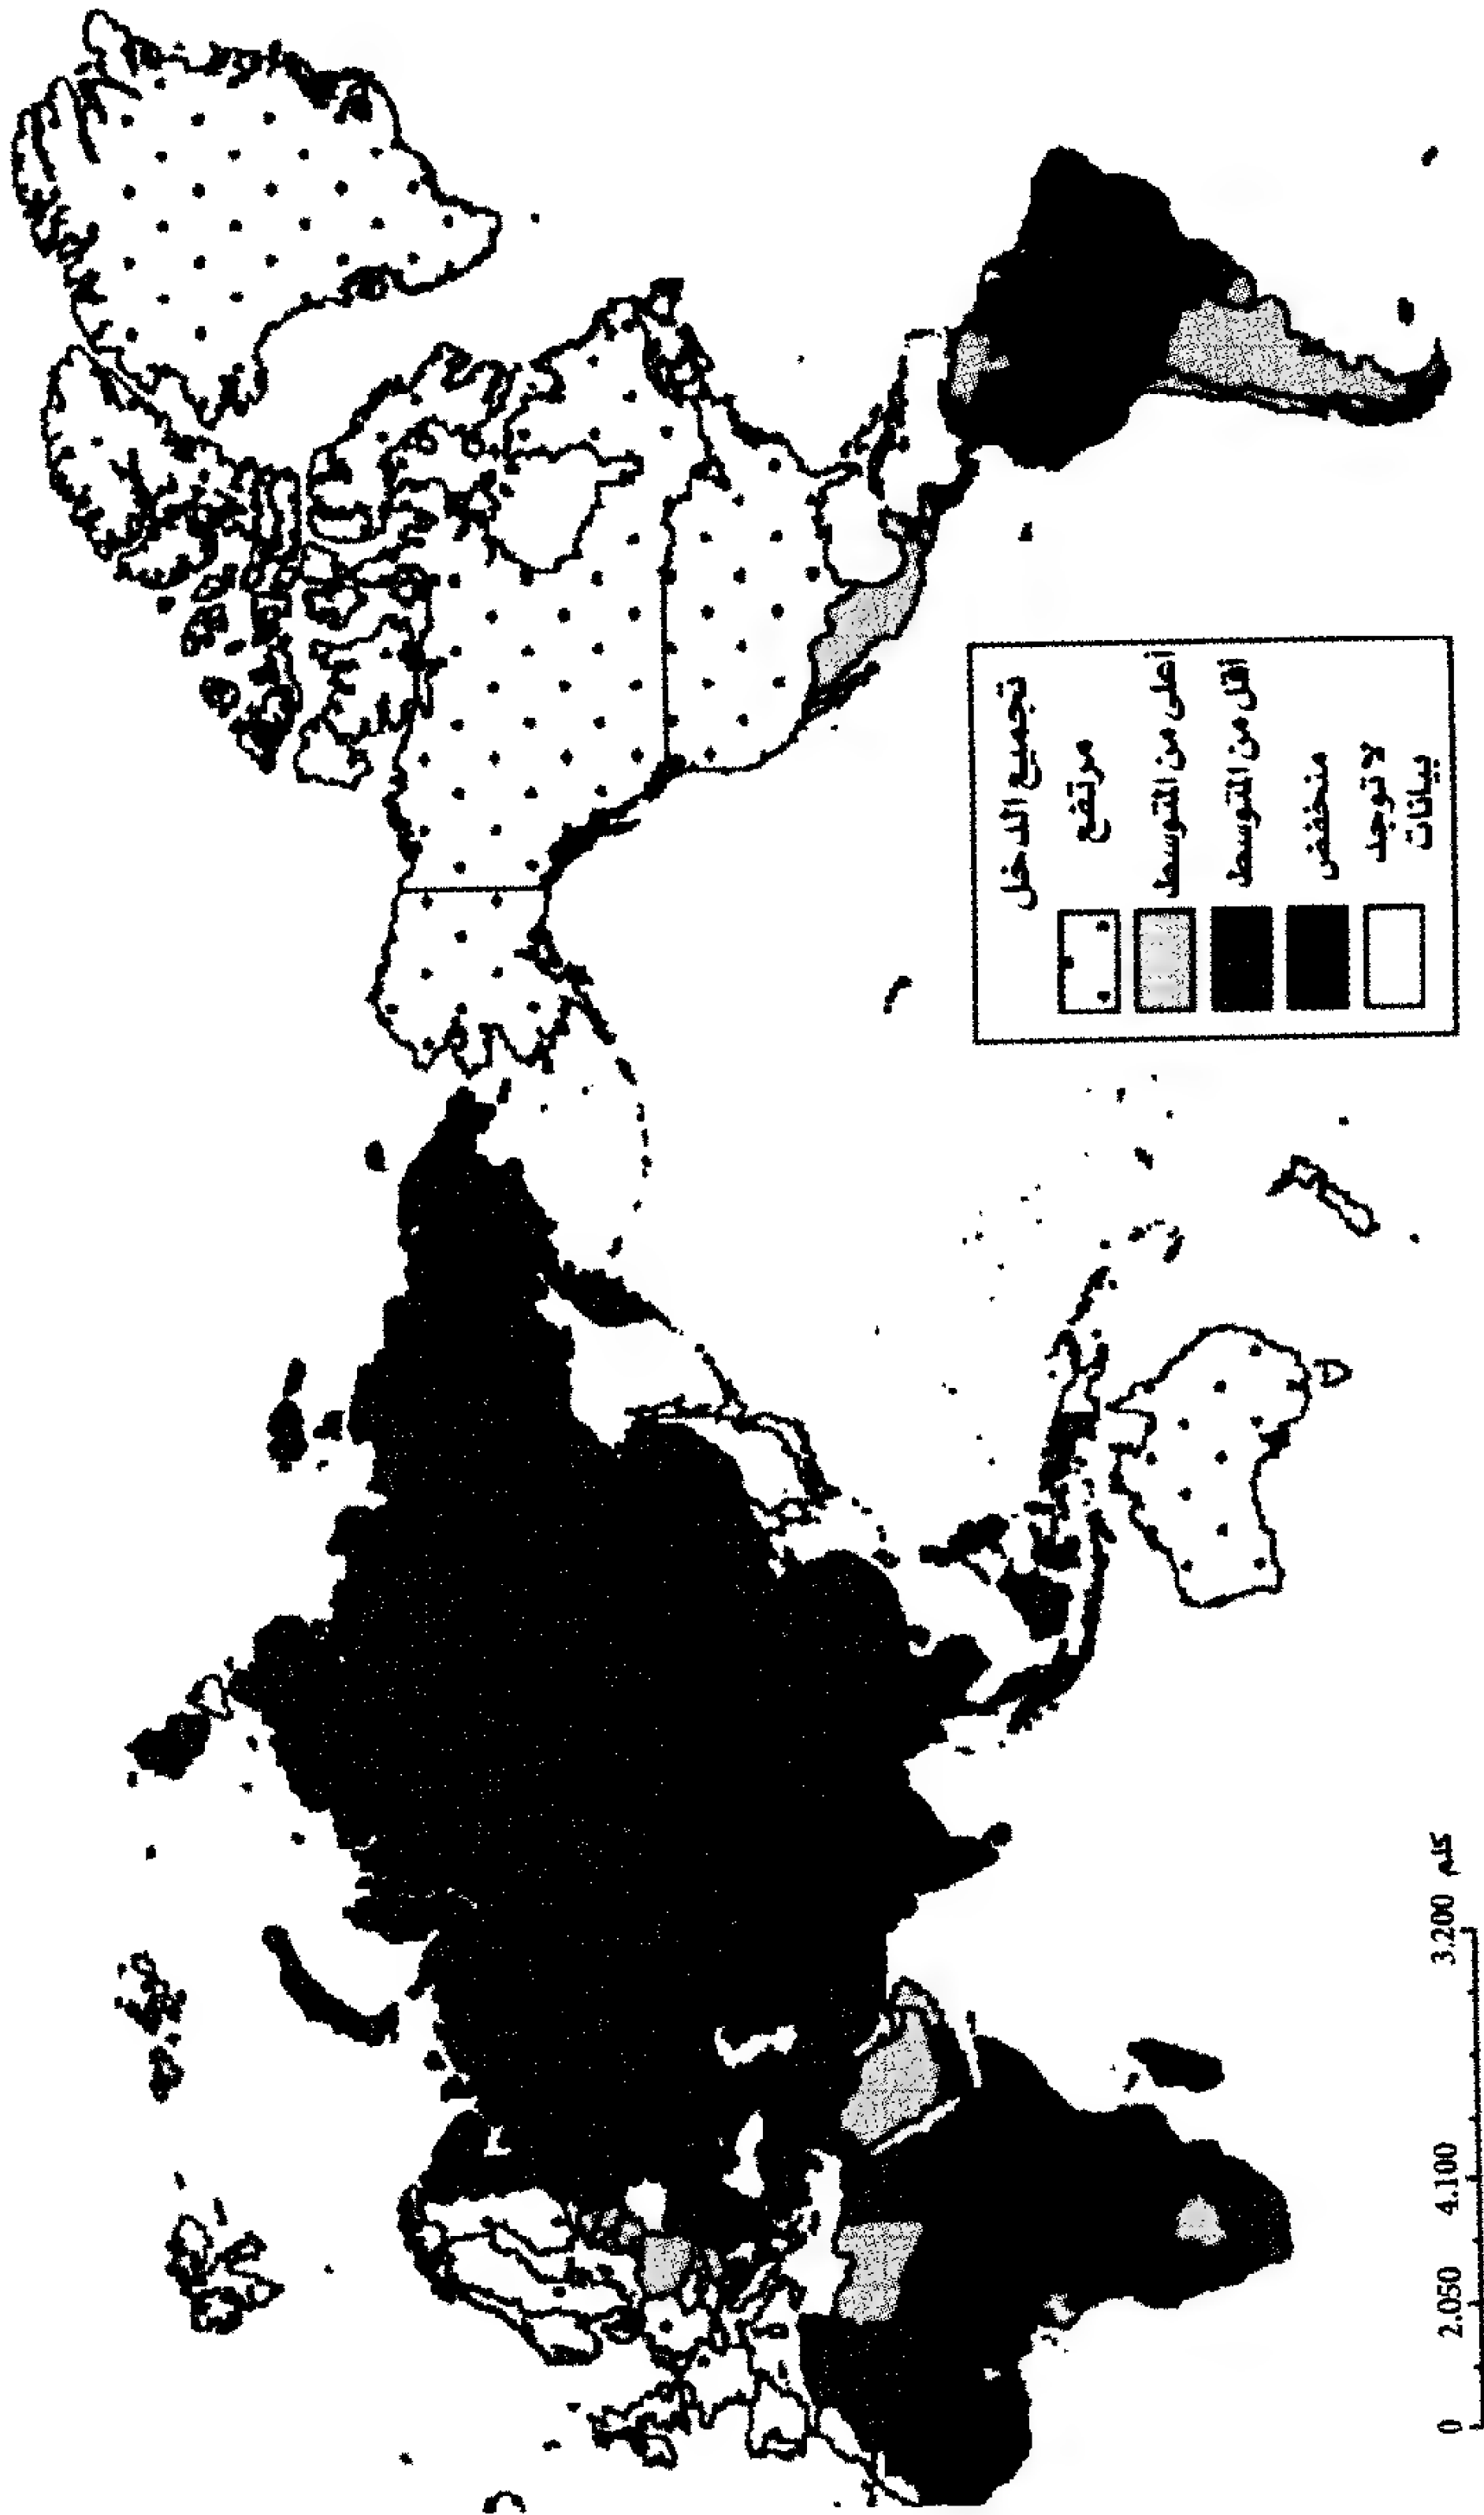 تجميع الدخل
مرتفع
أعلى من المتوسط
أقل من المتوسط
منخفض
لا توجد
بيانات
0 2.050 4.100 3.200 كلم